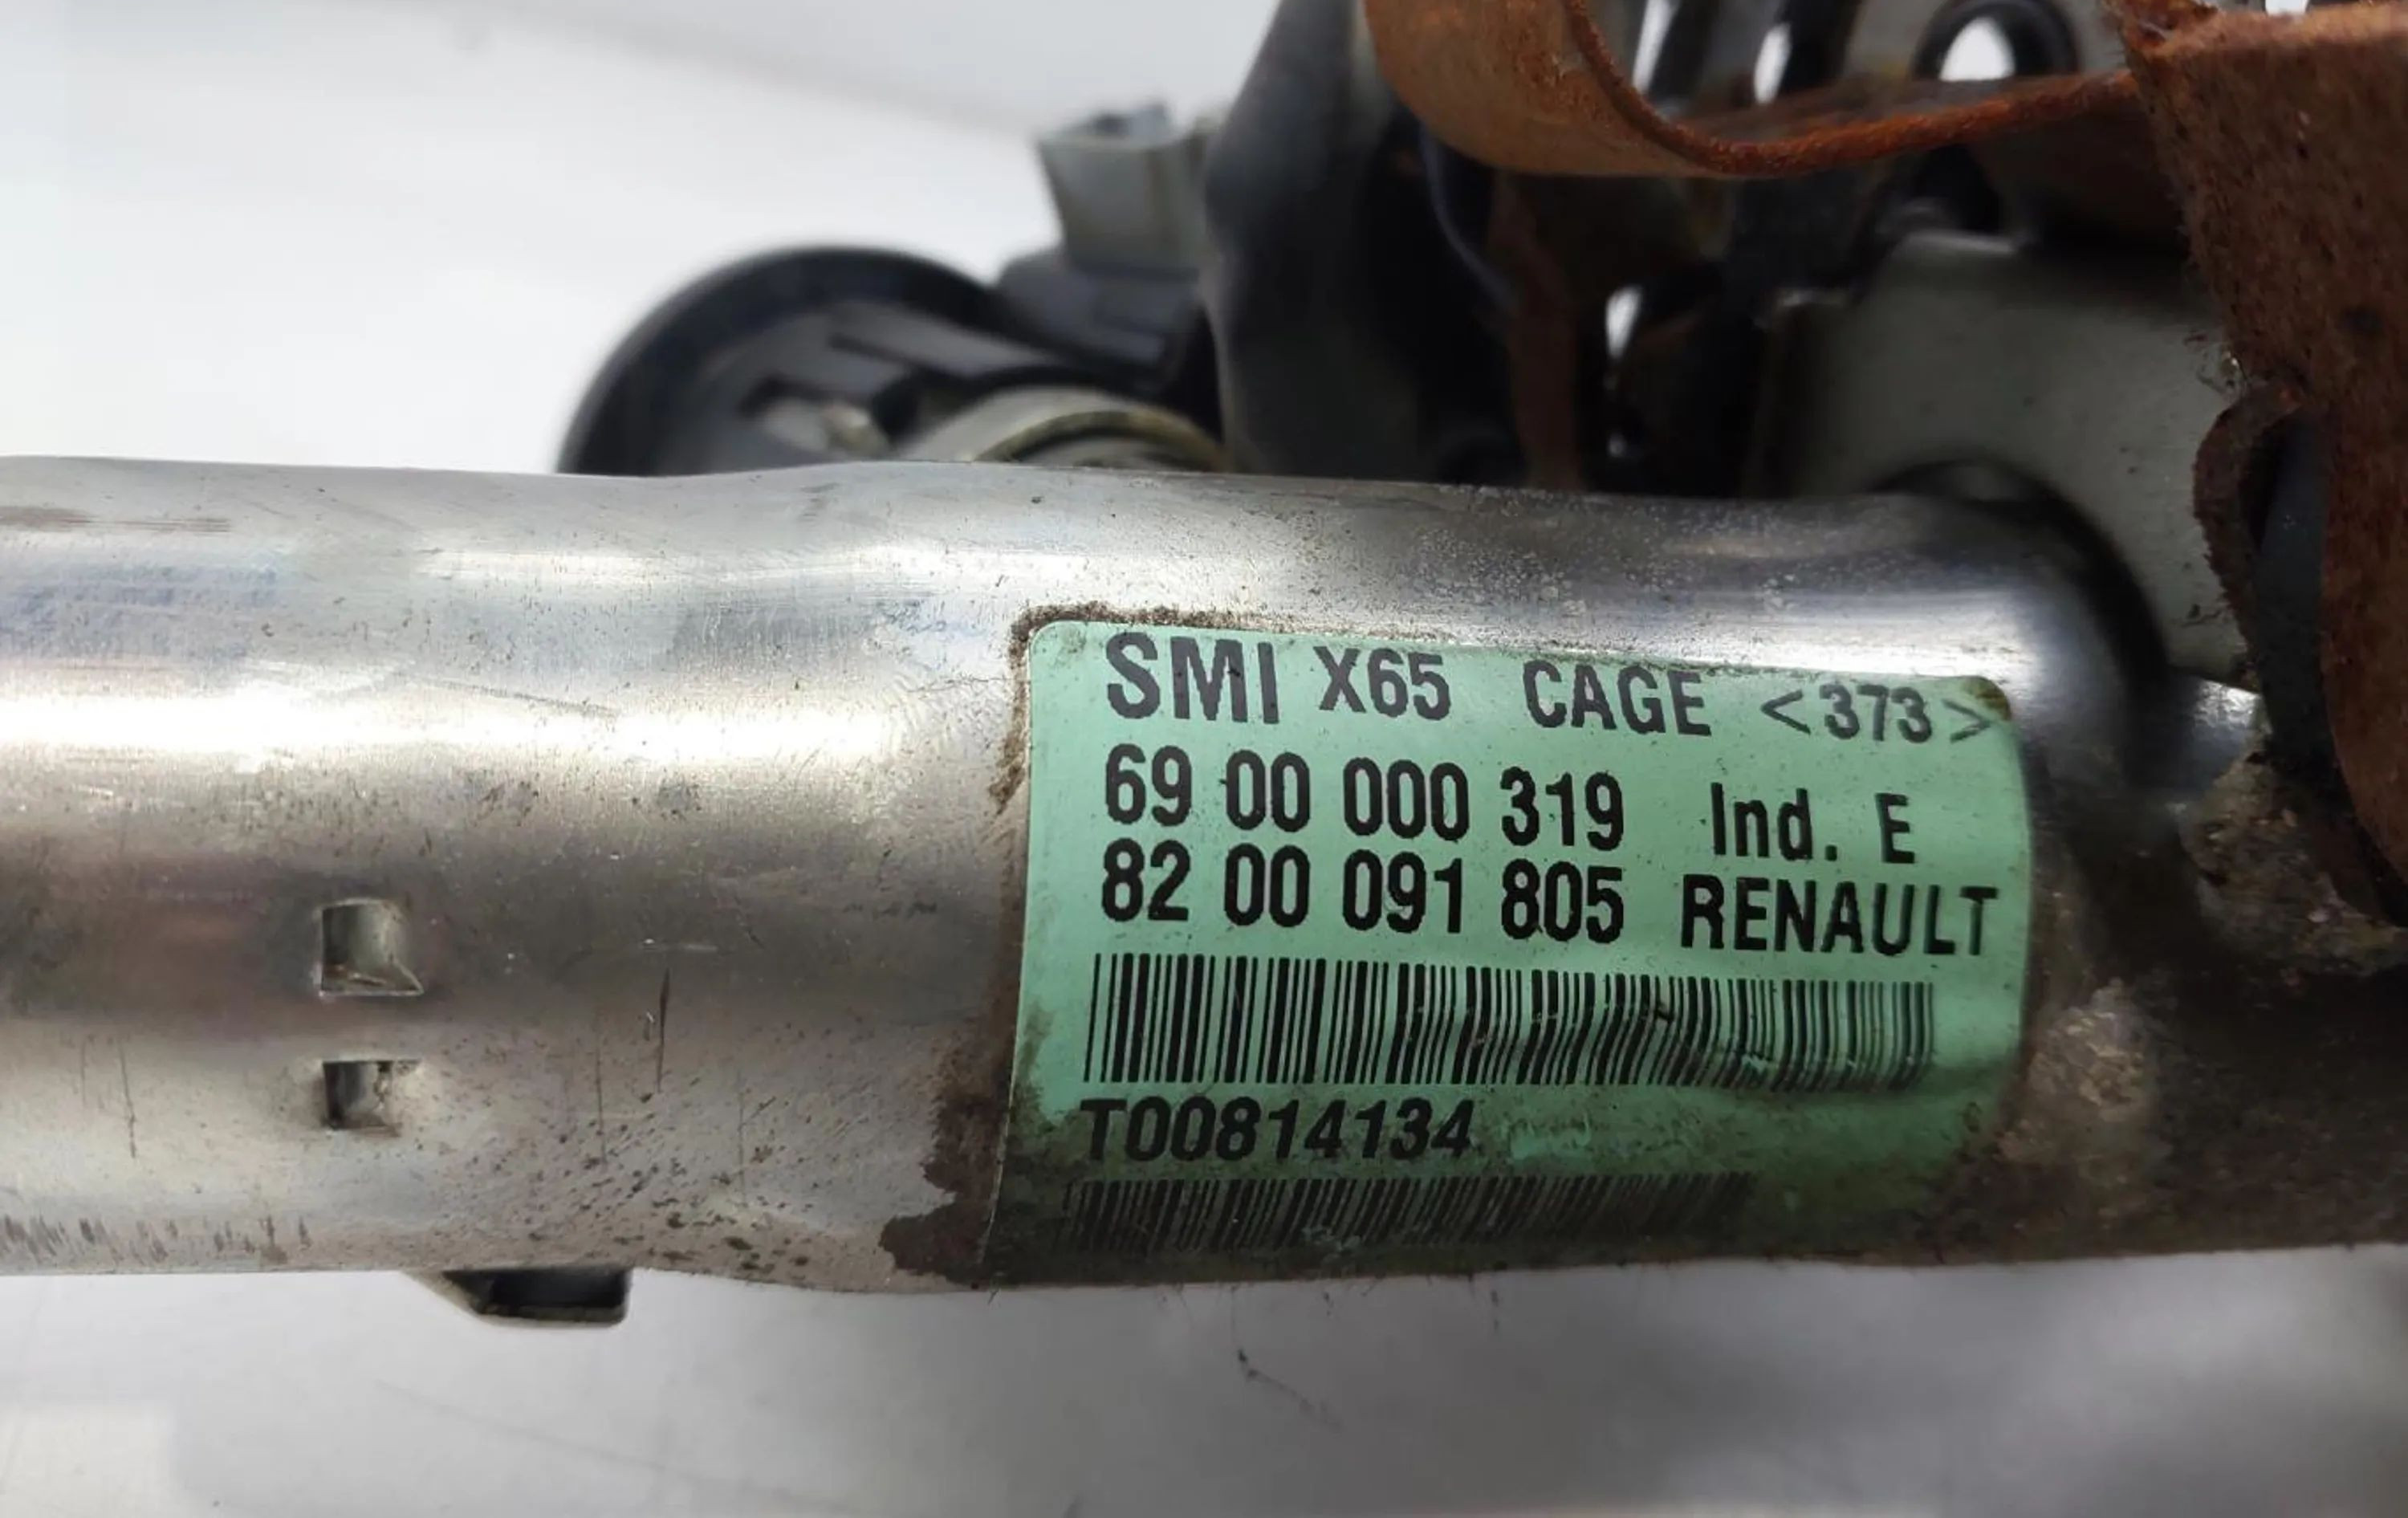 SMI X65 CAGE <373>
69 00 000 319 Ind. E
82 00 091 805 RENAULT
T00814134